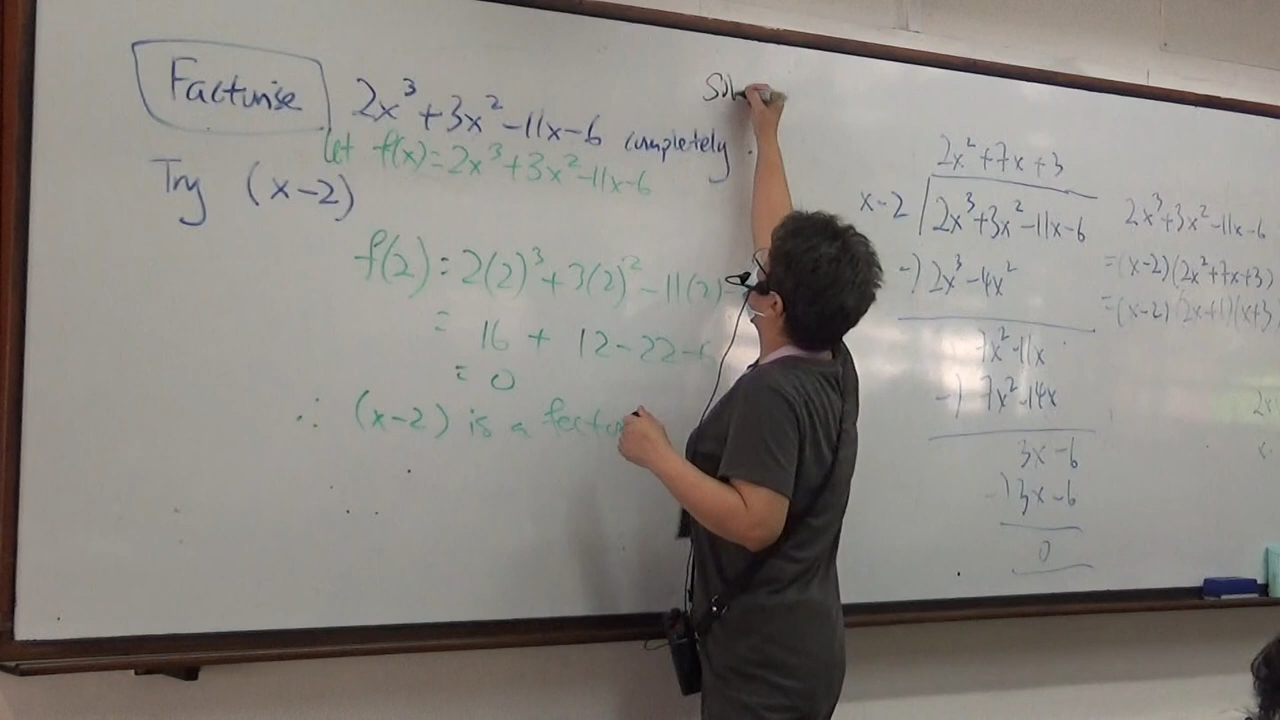 Factorise 2x³+3x²-11x-6 completely.
let f(x)=2x³+3x²-11x-6
Try (x-2)
f(2)=2(2)³+3(2)²-11(2)
= 16 + 12-22-6
= 0
∴ (x-2) is a factor
Sol
2x²+7x+3
x-2 2x³+3x²-11x-6
-) 2x³-4x²
7x²-11x
-) 7x²-14x
3x-6
-) 3x-6
0
2x³+3x²-11x-6
=(x-2)(2x²+7x+3)
=(x-2)(2x+1)(x+3
2x
x